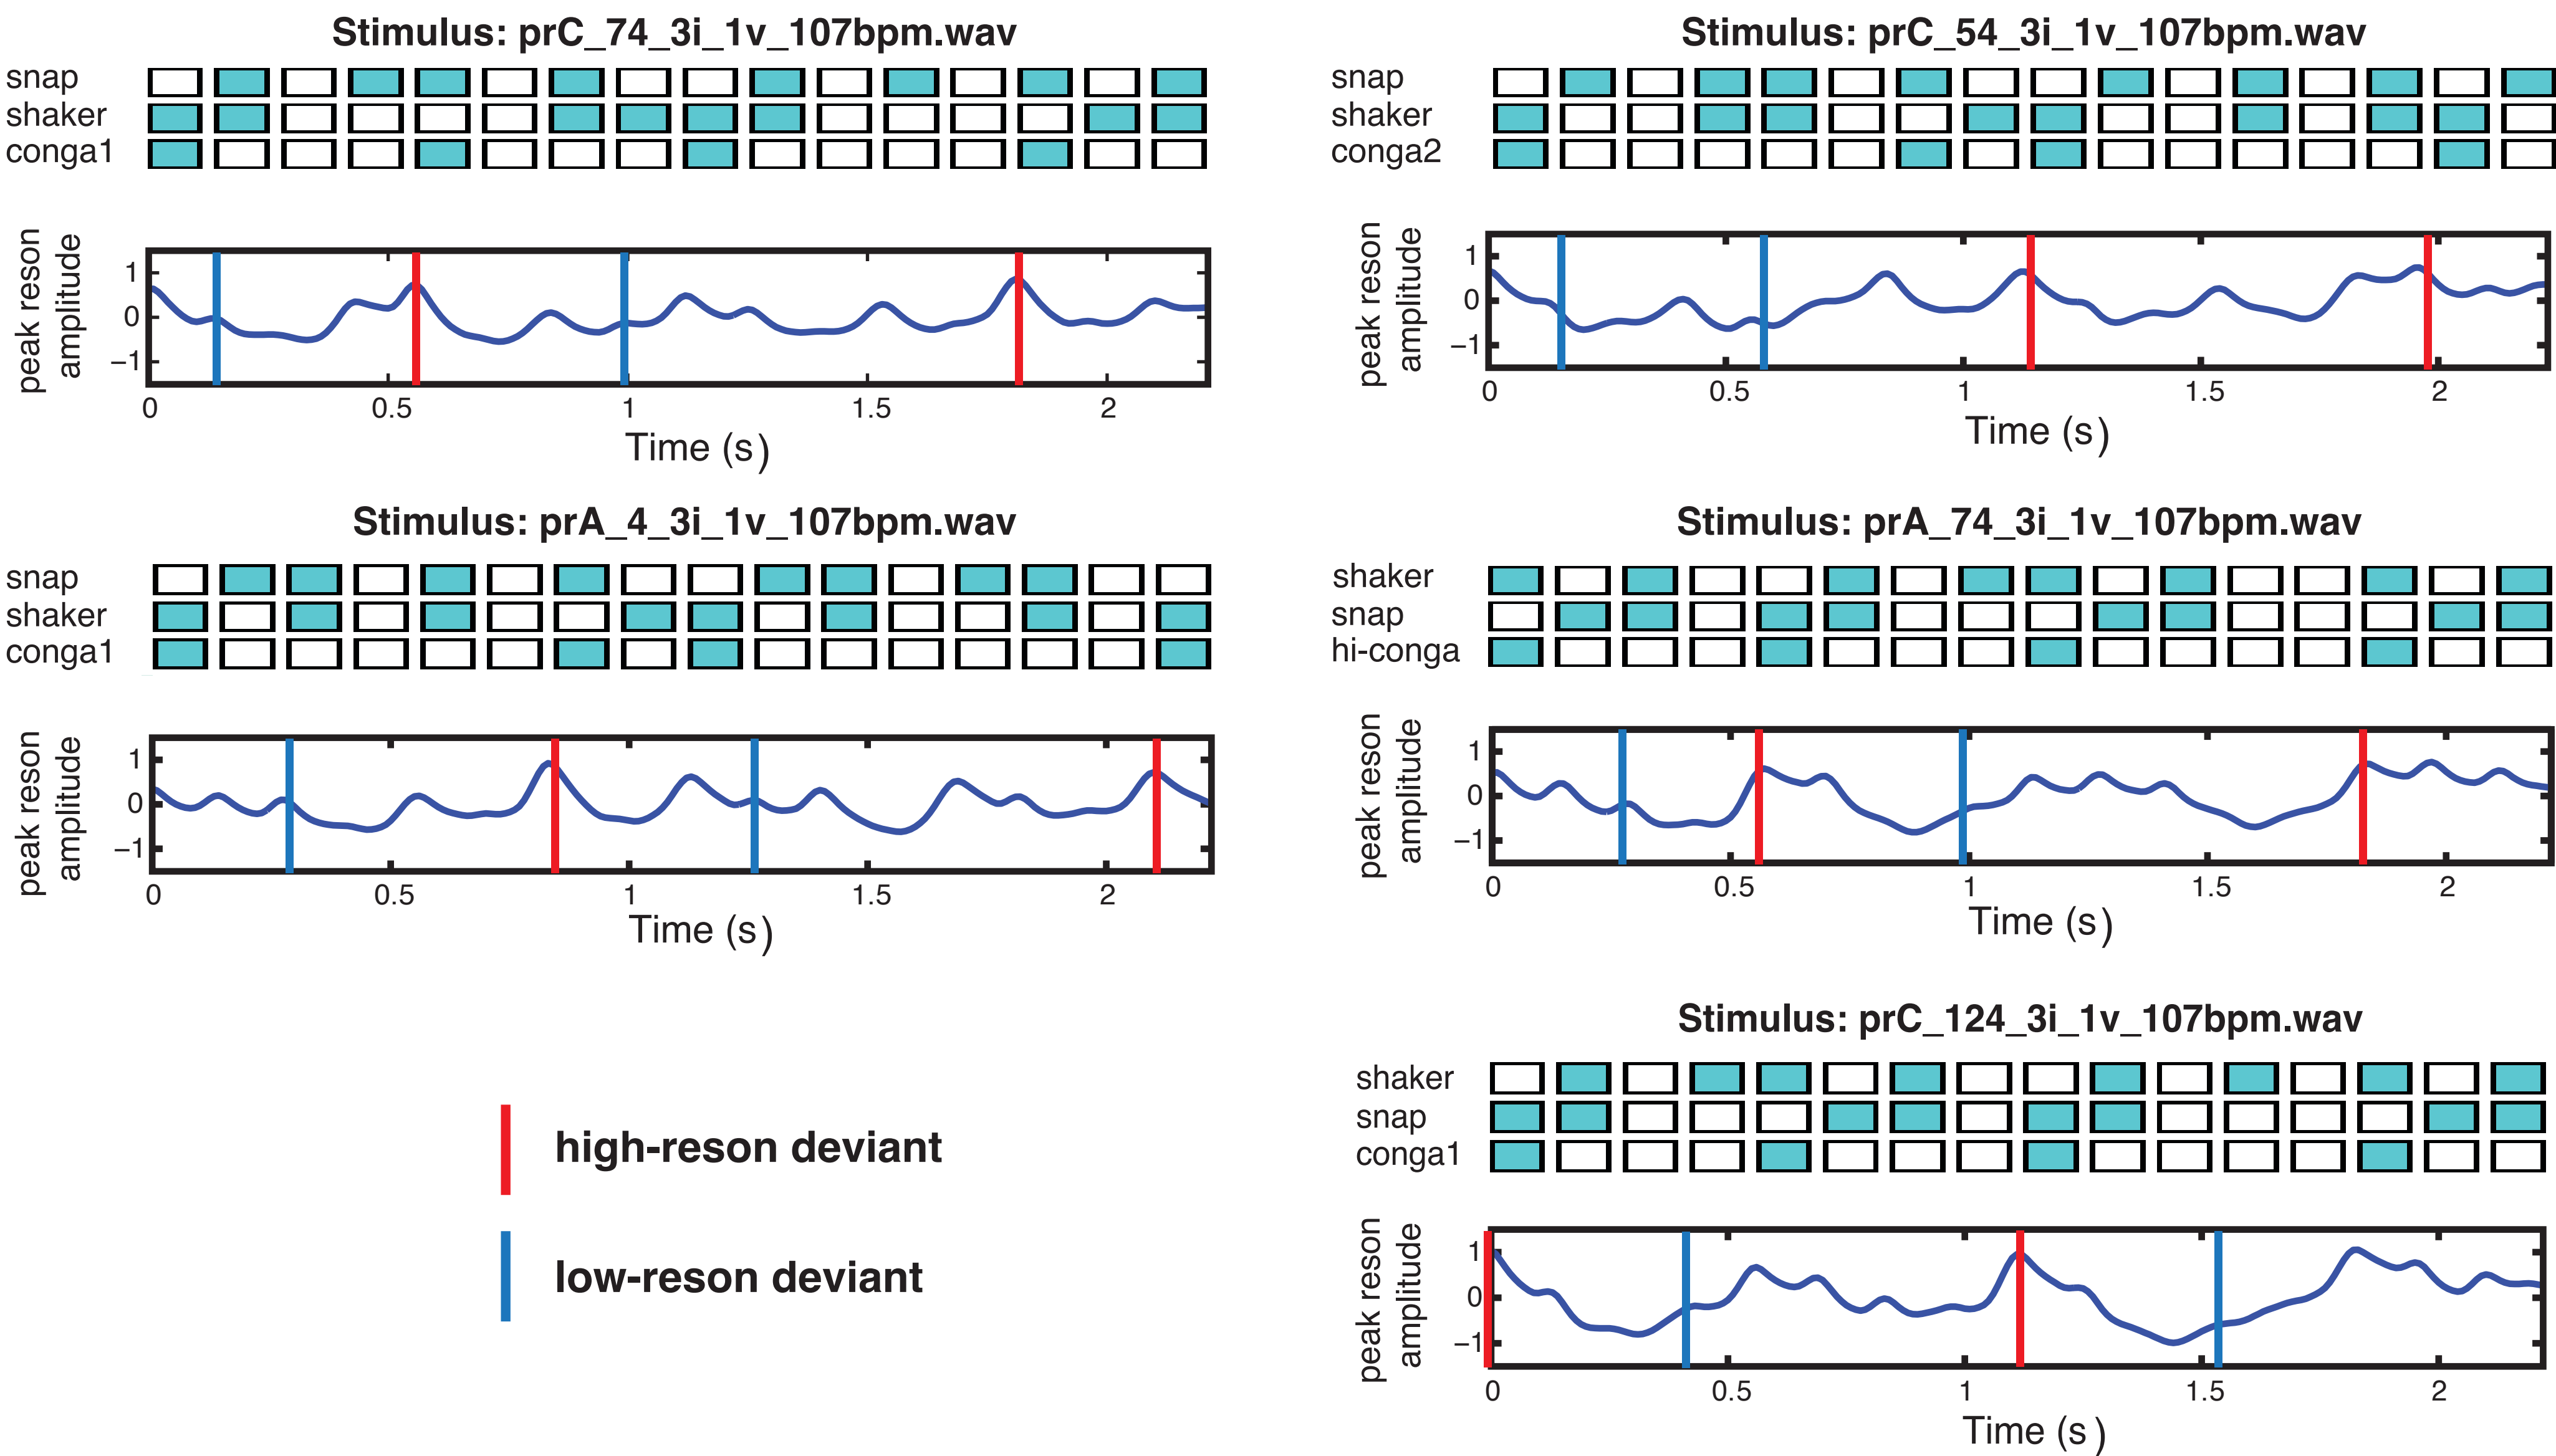 Stimulus: prC_74_3i_1v_107bpm.wav
snap
shaker
conga1
peak reson
amplitude
1
0
−1
0 0.5 1 1.5 2
Time (s)
Stimulus: prC_54_3i_1v_107bpm.wav
snap
shaker
conga2
peak reson
amplitude
1
0
−1
0 0.5 1 1.5 2
Time (s)
Stimulus: prA_4_3i_1v_107bpm.wav
snap
shaker
conga1
peak reson
amplitude
1
0
−1
0 0.5 1 1.5 2
Time (s)
Stimulus: prA_74_3i_1v_107bpm.wav
shaker
snap
hi-conga
peak reson
amplitude
1
0
−1
0 0.5 1 1.5 2
Time (s)
high-reson deviant
low-reson deviant
Stimulus: prC_124_3i_1v_107bpm.wav
shaker
snap
conga1
peak reson
amplitude
1
0
−1
0 0.5 1 1.5 2
Time (s)